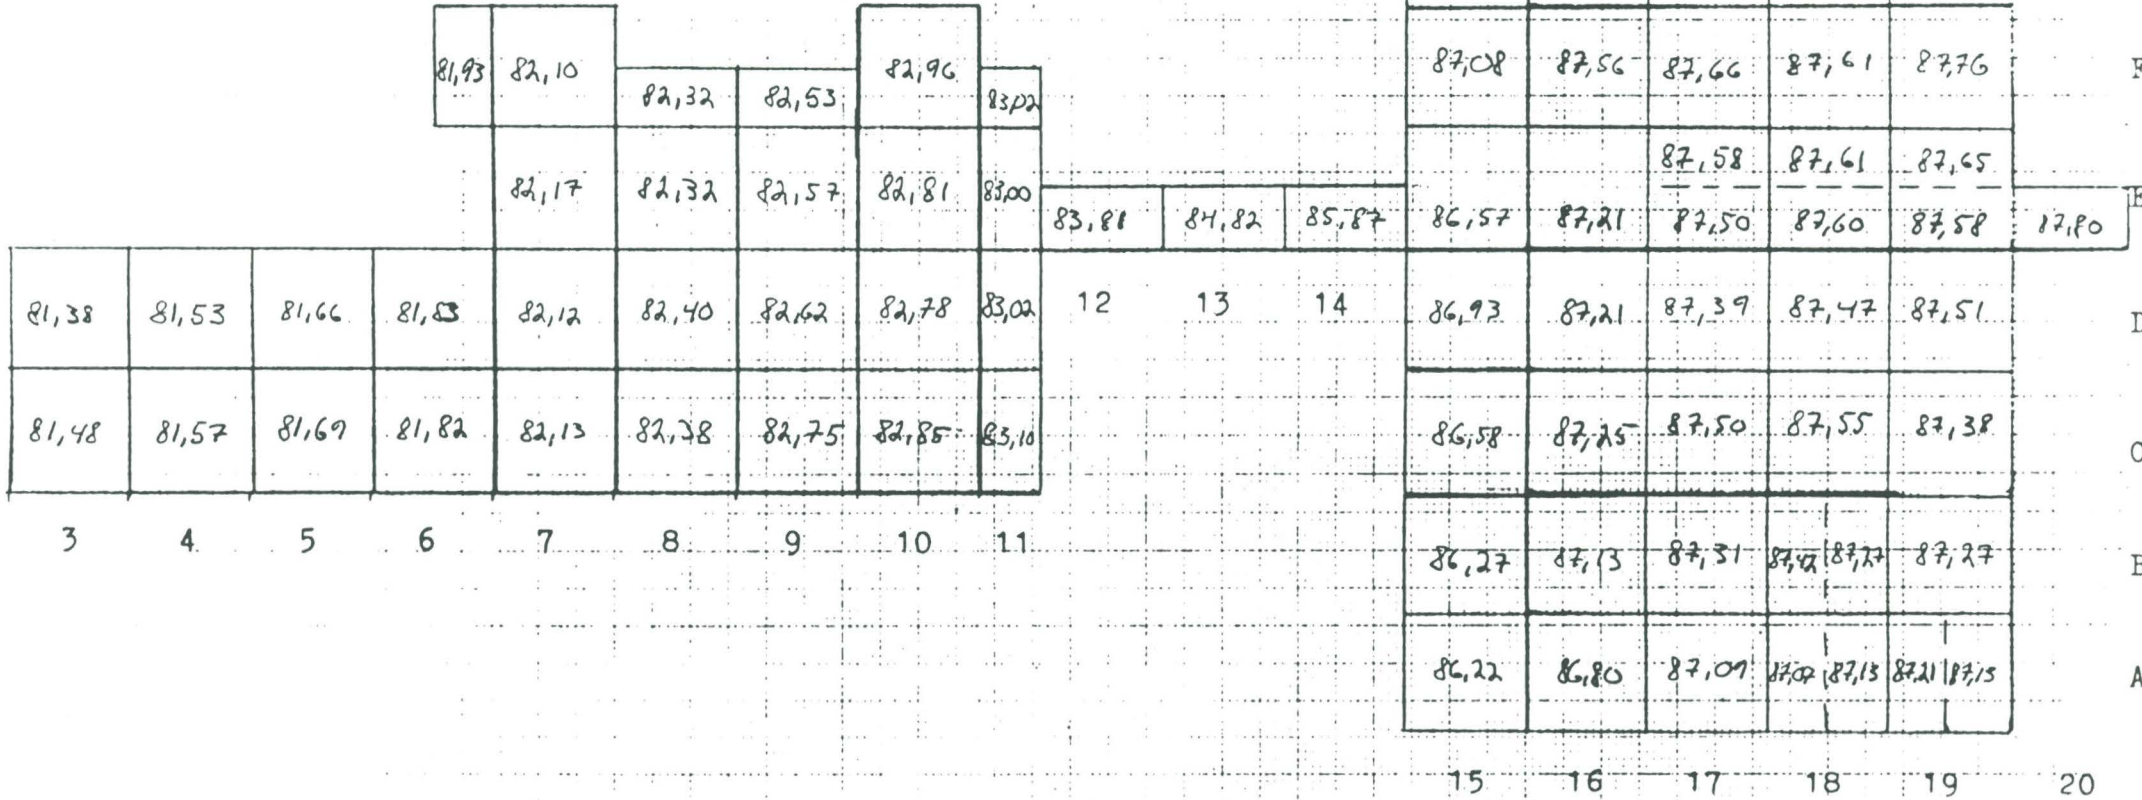 81,93 82,10 82,96 87,08 87,56 87,66 87,61 87,76 F
82,32 82,53 83,02
87,58 87,61 87,65
82,17 82,32 82,57 82,81 83,00 E
83,81 84,82 85,87 86,57 87,21 87,50 87,60 87,58 87,80
81,38 81,53 81,66 81,83 82,12 82,40 82,62 82,78 83,02 12 13 14 86,93 87,21 87,39 87,47 87,51 D
81,48 81,57 81,69 81,82 82,13 82,38 82,75 82,85 83,10 86,58 87,25 87,50 87,55 87,38 C
3 4 5 6 7 8 9 10 11 86,27 87,13 87,31 87,42 87,27 87,27 B
86,22 86,80 87,09 87,13 87,21 87,15 A
15 16 17 18 19 20